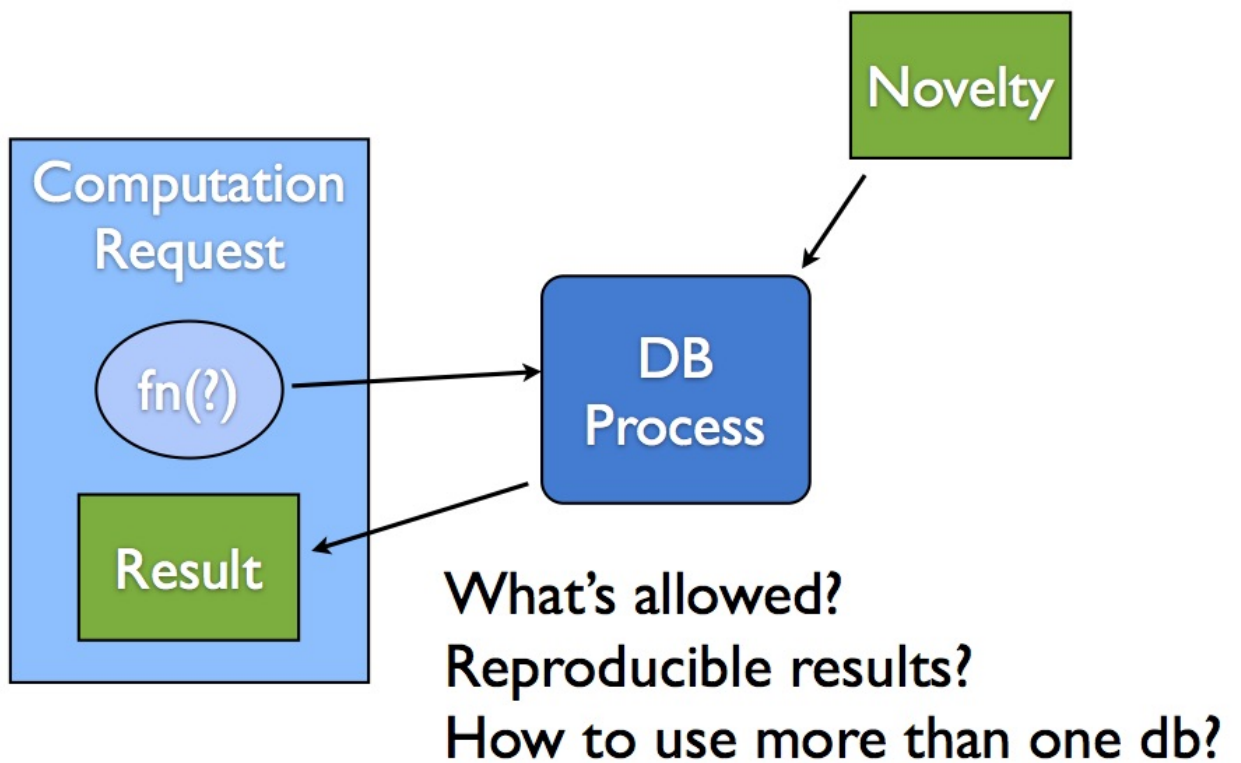 Novelty
Computation
Request
fn(?)
DB
Process
Result
What's allowed?
Reproducible results?
How to use more than one db?